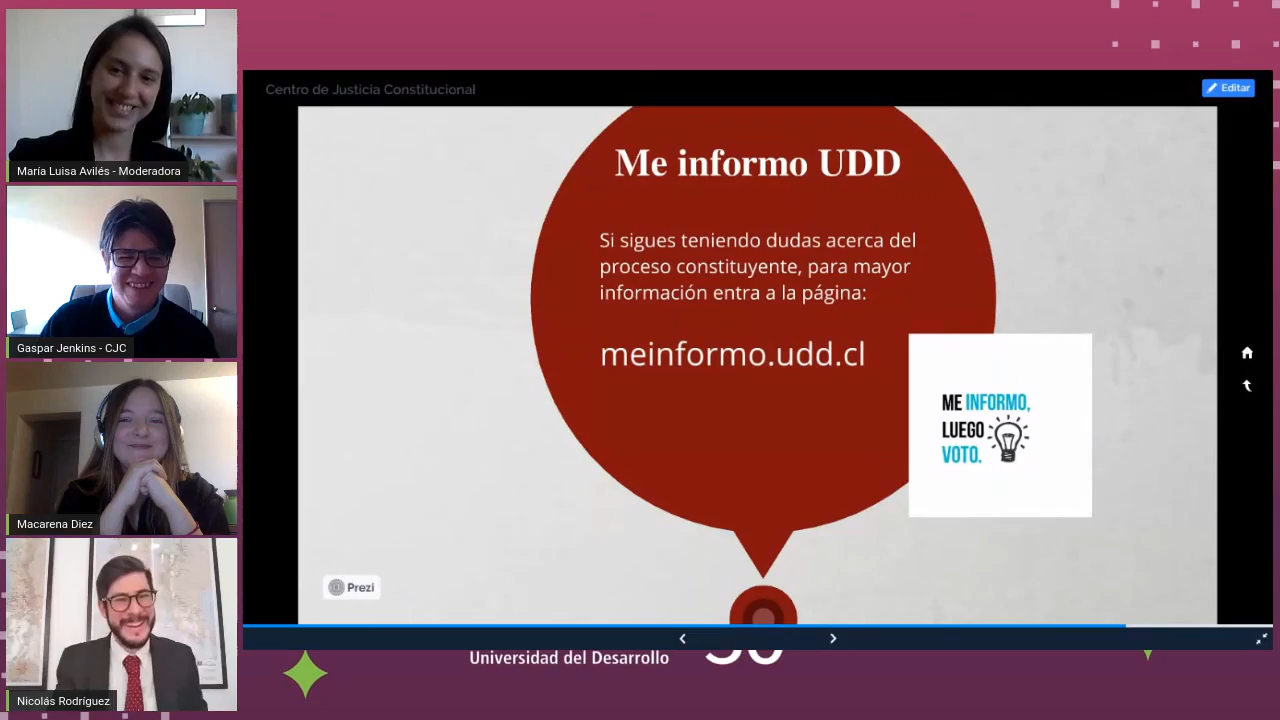 María Luisa Avilés - Moderadora
Gaspar Jenkins - CJC
Macarena Diez
Nicolás Rodríguez
Centro de Justicia Constitucional
Editar
Me informo UDD
Si sigues teniendo dudas acerca del
proceso constituyente, para mayor
información entra a la página:
meinformo.udd.cl
ME INFORMO,
LUEGO
VOTO.
Prezi
Universidad del Desarrollo